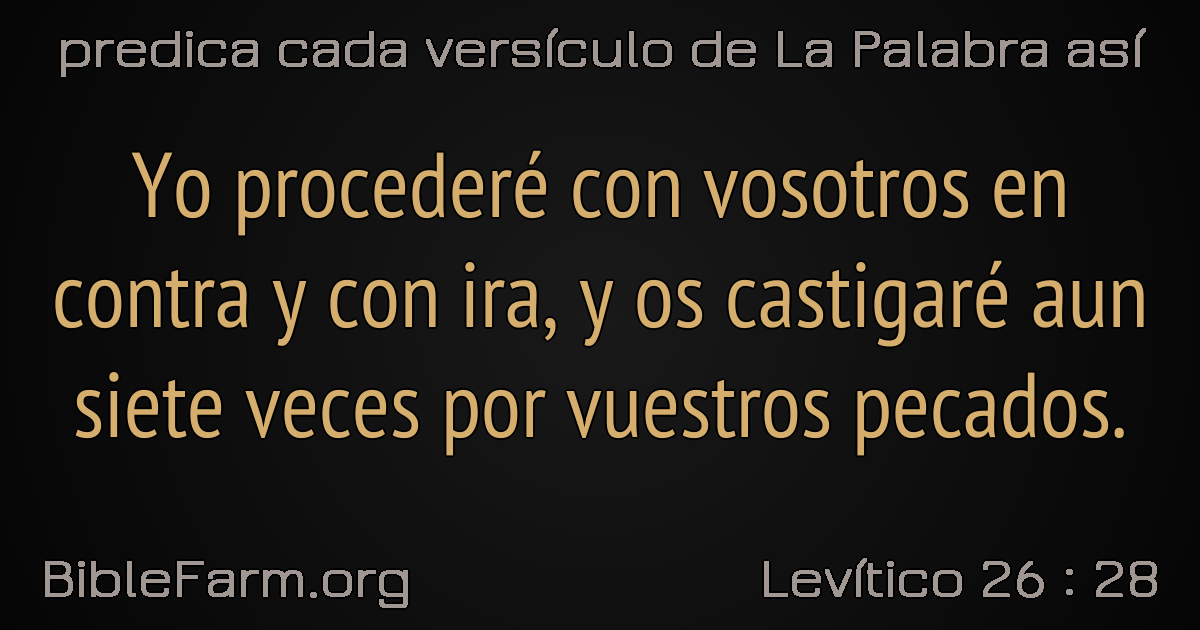 predica cada versículo de La Palabra así
Yo procederé con vosotros en
contra y con ira, y os castigaré aun
siete veces por vuestros pecados.
BibleFarm.org
Levítico 26 : 28